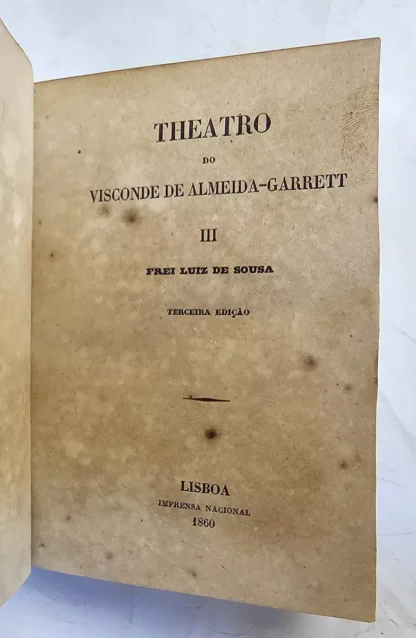 THEATRO
DO
VISCONDE DE ALMEIDA-GARRETT
III
FREI LUIZ DE SOUSA
TERCEIRA EDIÇÃO
LISBOA
IMPRENSA NACIONAL
1860